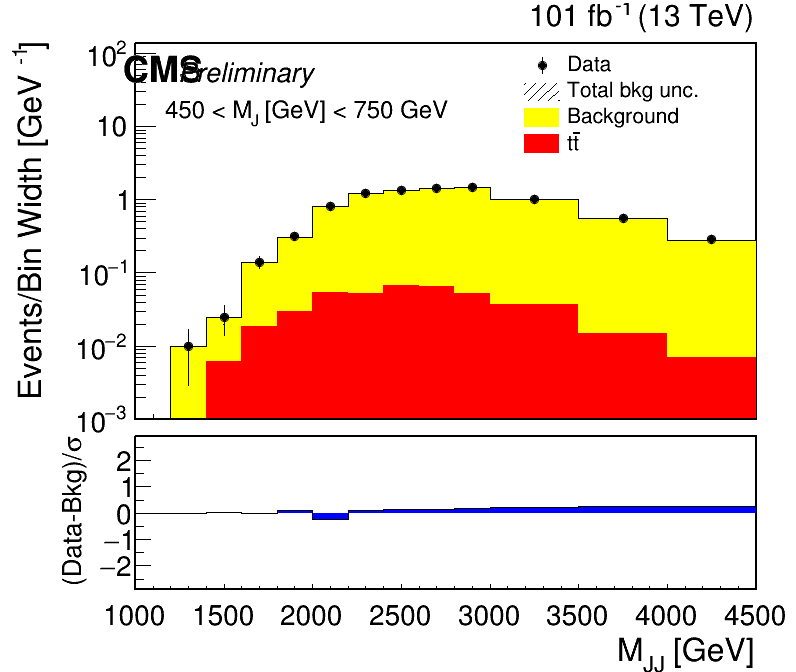 101 fb⁻¹ (13 TeV)
CMS Preliminary
450 < M_J [GeV] < 750 GeV
Data
Total bkg unc.
Background
tt̄
Events/Bin Width [GeV⁻¹]
10²
10
1
10⁻¹
10⁻²
10⁻³
(Data-Bkg)/σ
2
1
0
−1
−2
1000 1500 2000 2500 3000 3500 4000 4500
M_JJ [GeV]